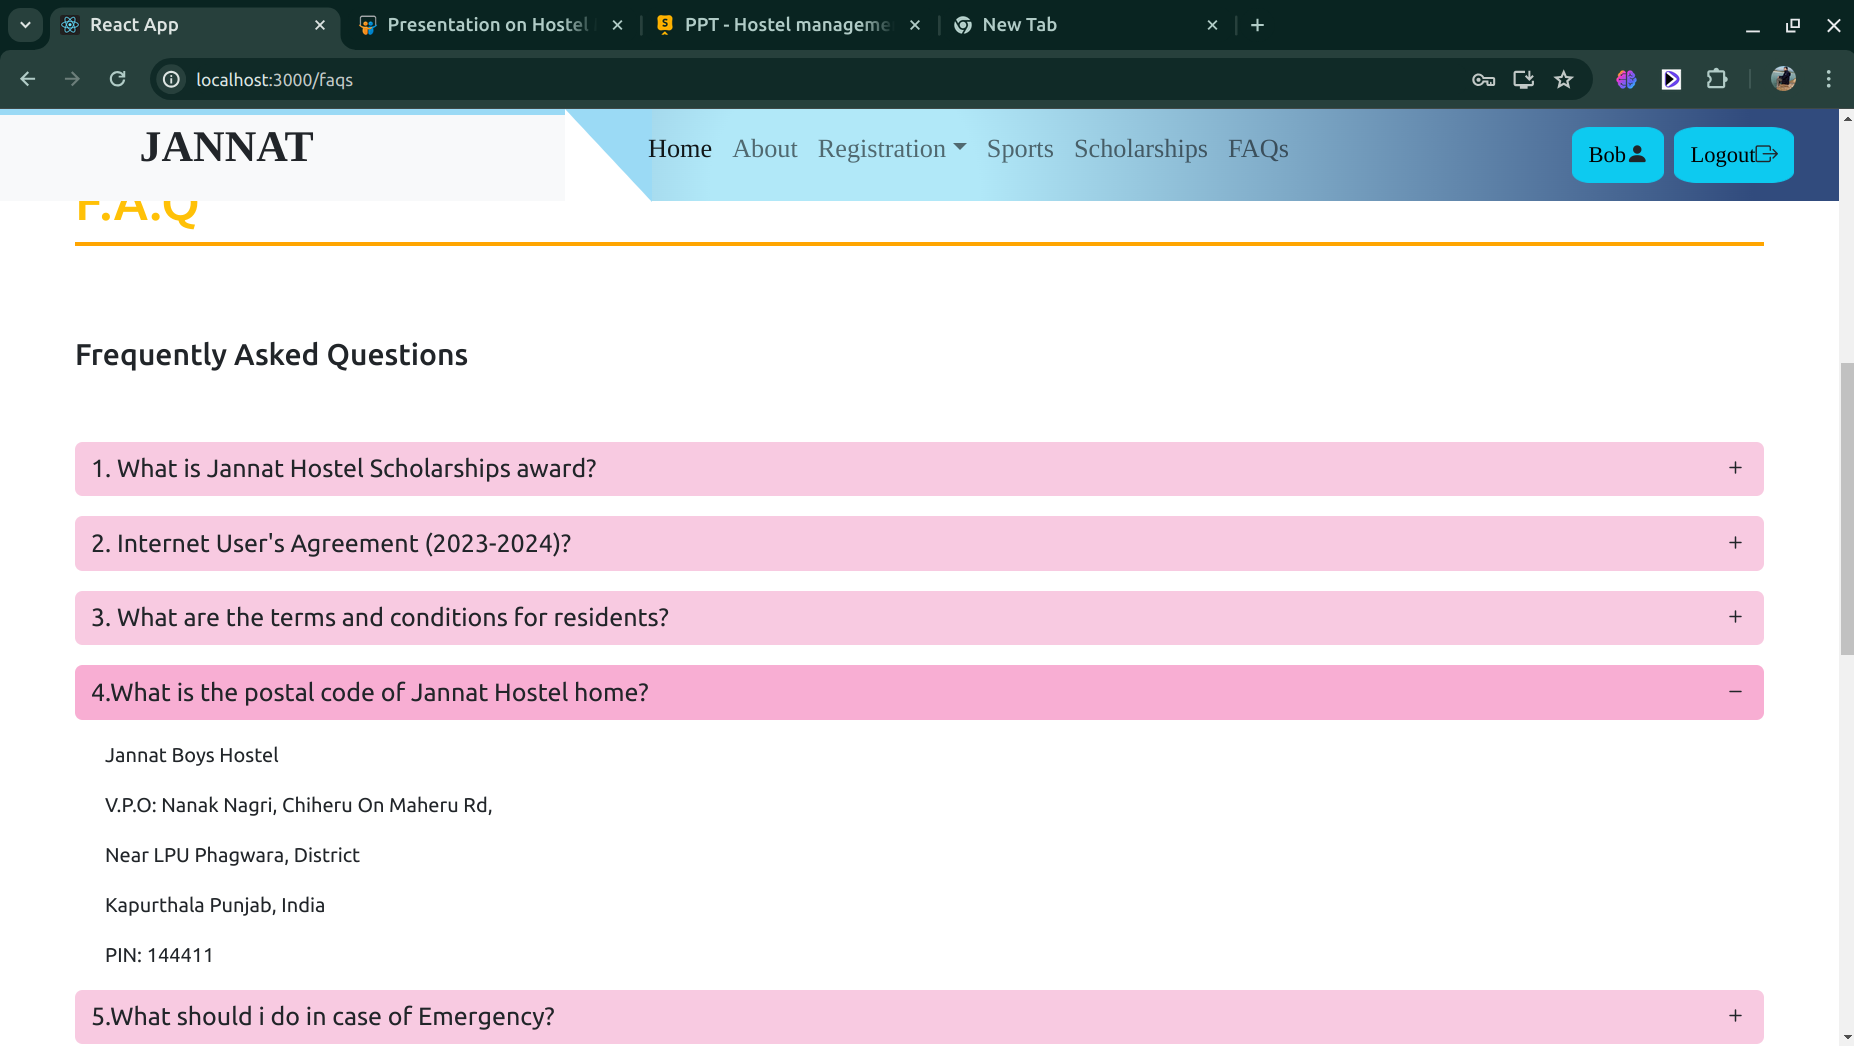 React App
Presentation on Hostel
PPT - Hostel manageme
New Tab
localhost:3000/faqs
JANNAT
Home About Registration Sports Scholarships FAQs
Bob Logout
F.A.Q
Frequently Asked Questions
1. What is Jannat Hostel Scholarships award?
2. Internet User's Agreement (2023-2024)?
3. What are the terms and conditions for residents?
4.What is the postal code of Jannat Hostel home?
Jannat Boys Hostel
V.P.O: Nanak Nagri, Chiheru On Maheru Rd,
Near LPU Phagwara, District
Kapurthala Punjab, India
PIN: 144411
5.What should i do in case of Emergency?